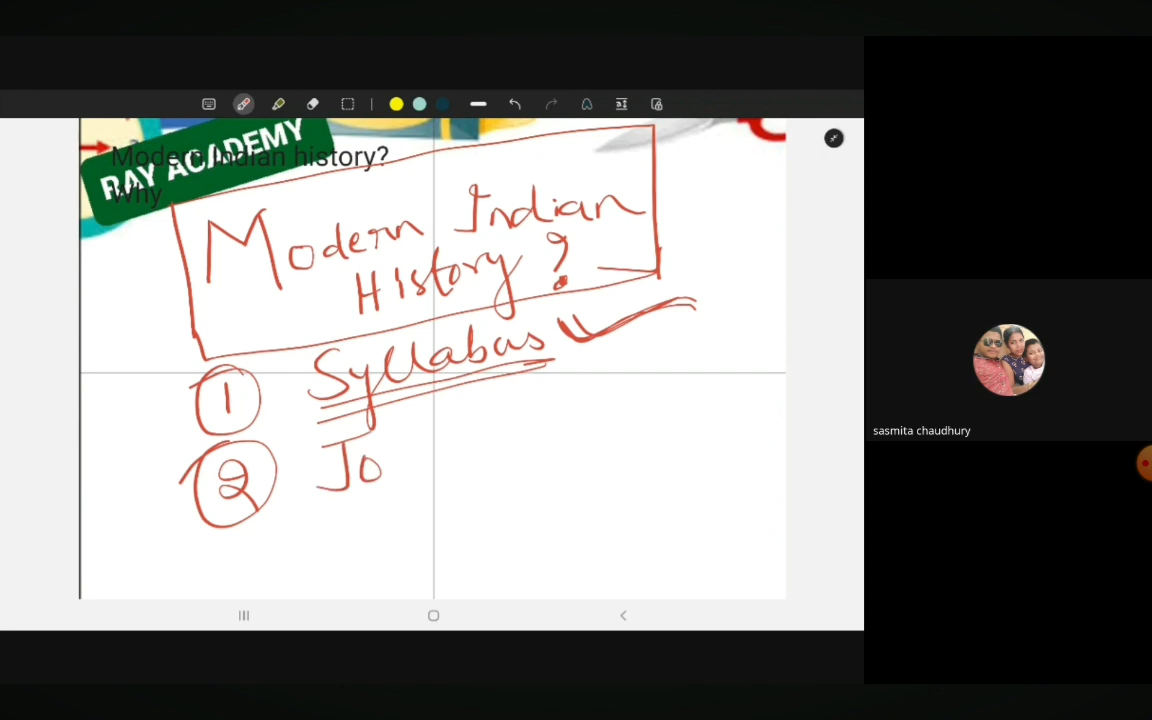 RAY ACADEMY
Modern Indian history?
Why
Modern Indian
History ?
1 Syllabus
2 Jo
sasmita chaudhury